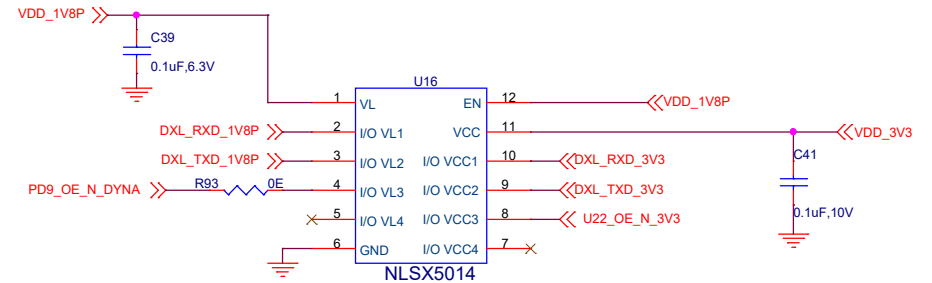 VDD_1V8P
C39
0.1uF,6.3V
U16
1 VL EN 12 VDD_1V8P
VCC 11 VDD_3V3
DXL_RXD_1V8P 2 I/O VL1
DXL_TXD_1V8P 3 I/O VL2 I/O VCC1 10 DXL_RXD_3V3
C41
PD9_OE_N_DYNA R93 0E 4 I/O VL3 I/O VCC2 9 DXL_TXD_3V3
5 I/O VL4 I/O VCC3 8 U22_OE_N_3V3
0.1uF,10V
6 GND I/O VCC4 7
NLSX5014